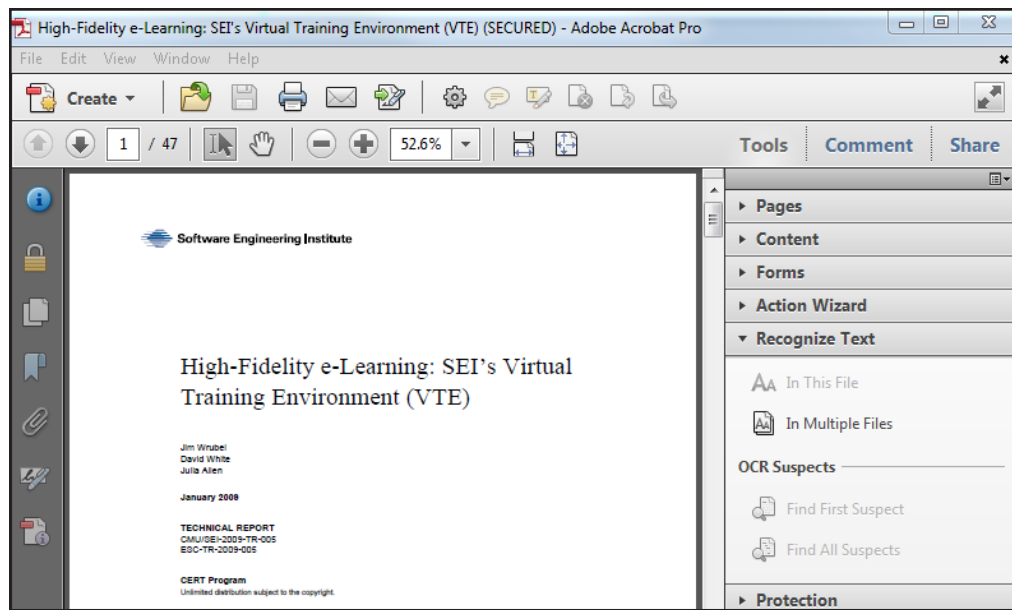 High-Fidelity e-Learning: SEI's Virtual Training Environment (VTE) (SECURED) - Adobe Acrobat Pro
File Edit View Window Help
Create
1 / 47 52.6% Tools Comment Share
Software Engineering Institute
High-Fidelity e-Learning: SEI's Virtual
Training Environment (VTE)
Jim Wrubel
David White
Julia Allen
January 2009
TECHNICAL REPORT
CMU/SEI-2009-TR-005
ESC-TR-2009-005
CERT Program
Unlimited distribution subject to the copyright.
Pages
Content
Forms
Action Wizard
Recognize Text
In This File
In Multiple Files
OCR Suspects
Find First Suspect
Find All Suspects
Protection